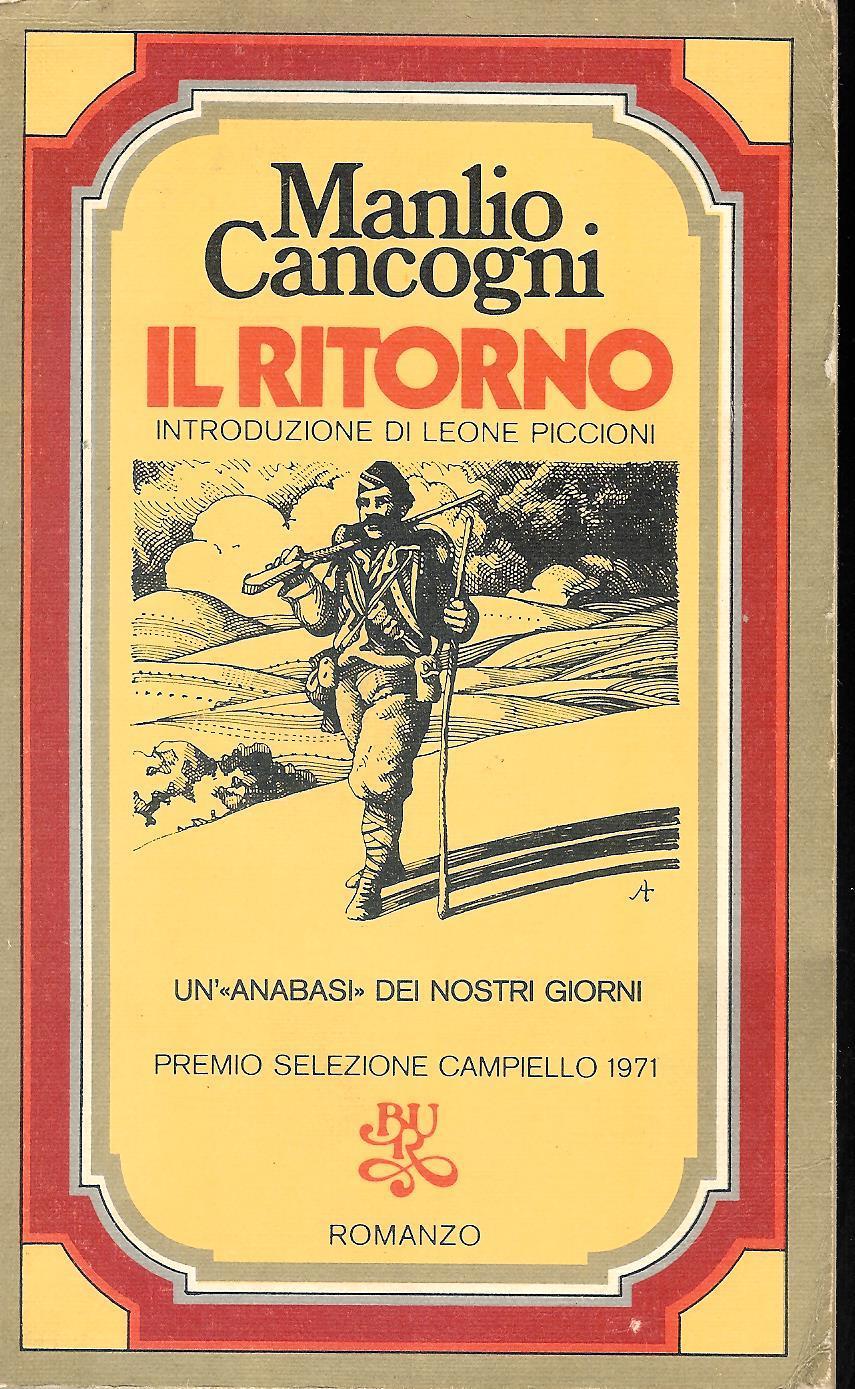 Manlio
Cancogni
IL RITORNO
INTRODUZIONE DI LEONE PICCIONI
A
UN'«ANABASI» DEI NOSTRI GIORNI
PREMIO SELEZIONE CAMPIELLO 1971
BUR
ROMANZO